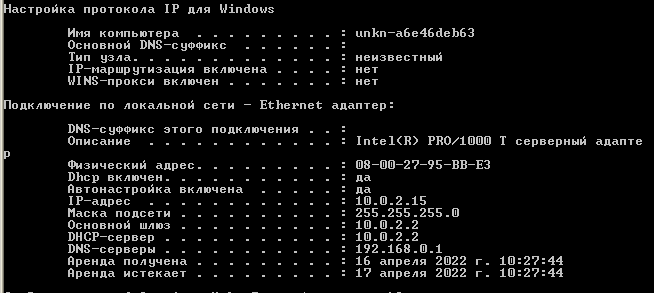 Настройка протокола IP для Windows
Имя компьютера . . . . . . . . . : unkn-a6e46deb63
Основной DNS-суффикс . . . . . . :
Тип узла. . . . . . . . . . . . . : неизвестный
IP-маршрутизация включена . . . . : нет
WINS-прокси включен . . . . . . . : нет
Подключение по локальной сети - Ethernet адаптер:
DNS-суффикс этого подключения . . :
Описание . . . . . . . . . . . . : Intel(R) PRO/1000 T серверный адапте
р
Физический адрес. . . . . . . . . : 08-00-27-95-BB-E3
Dhcp включен. . . . . . . . . . . : да
Автонастройка включена . . . . . : да
IP-адрес . . . . . . . . . . . . : 10.0.2.15
Маска подсети . . . . . . . . . . : 255.255.255.0
Основной шлюз . . . . . . . . . . : 10.0.2.2
DHCP-сервер . . . . . . . . . . . : 10.0.2.2
DNS-серверы . . . . . . . . . . . : 192.168.0.1
Аренда получена . . . . . . . . . : 16 апреля 2022 г. 10:27:44
Аренда истекает . . . . . . . . . : 17 апреля 2022 г. 10:27:44